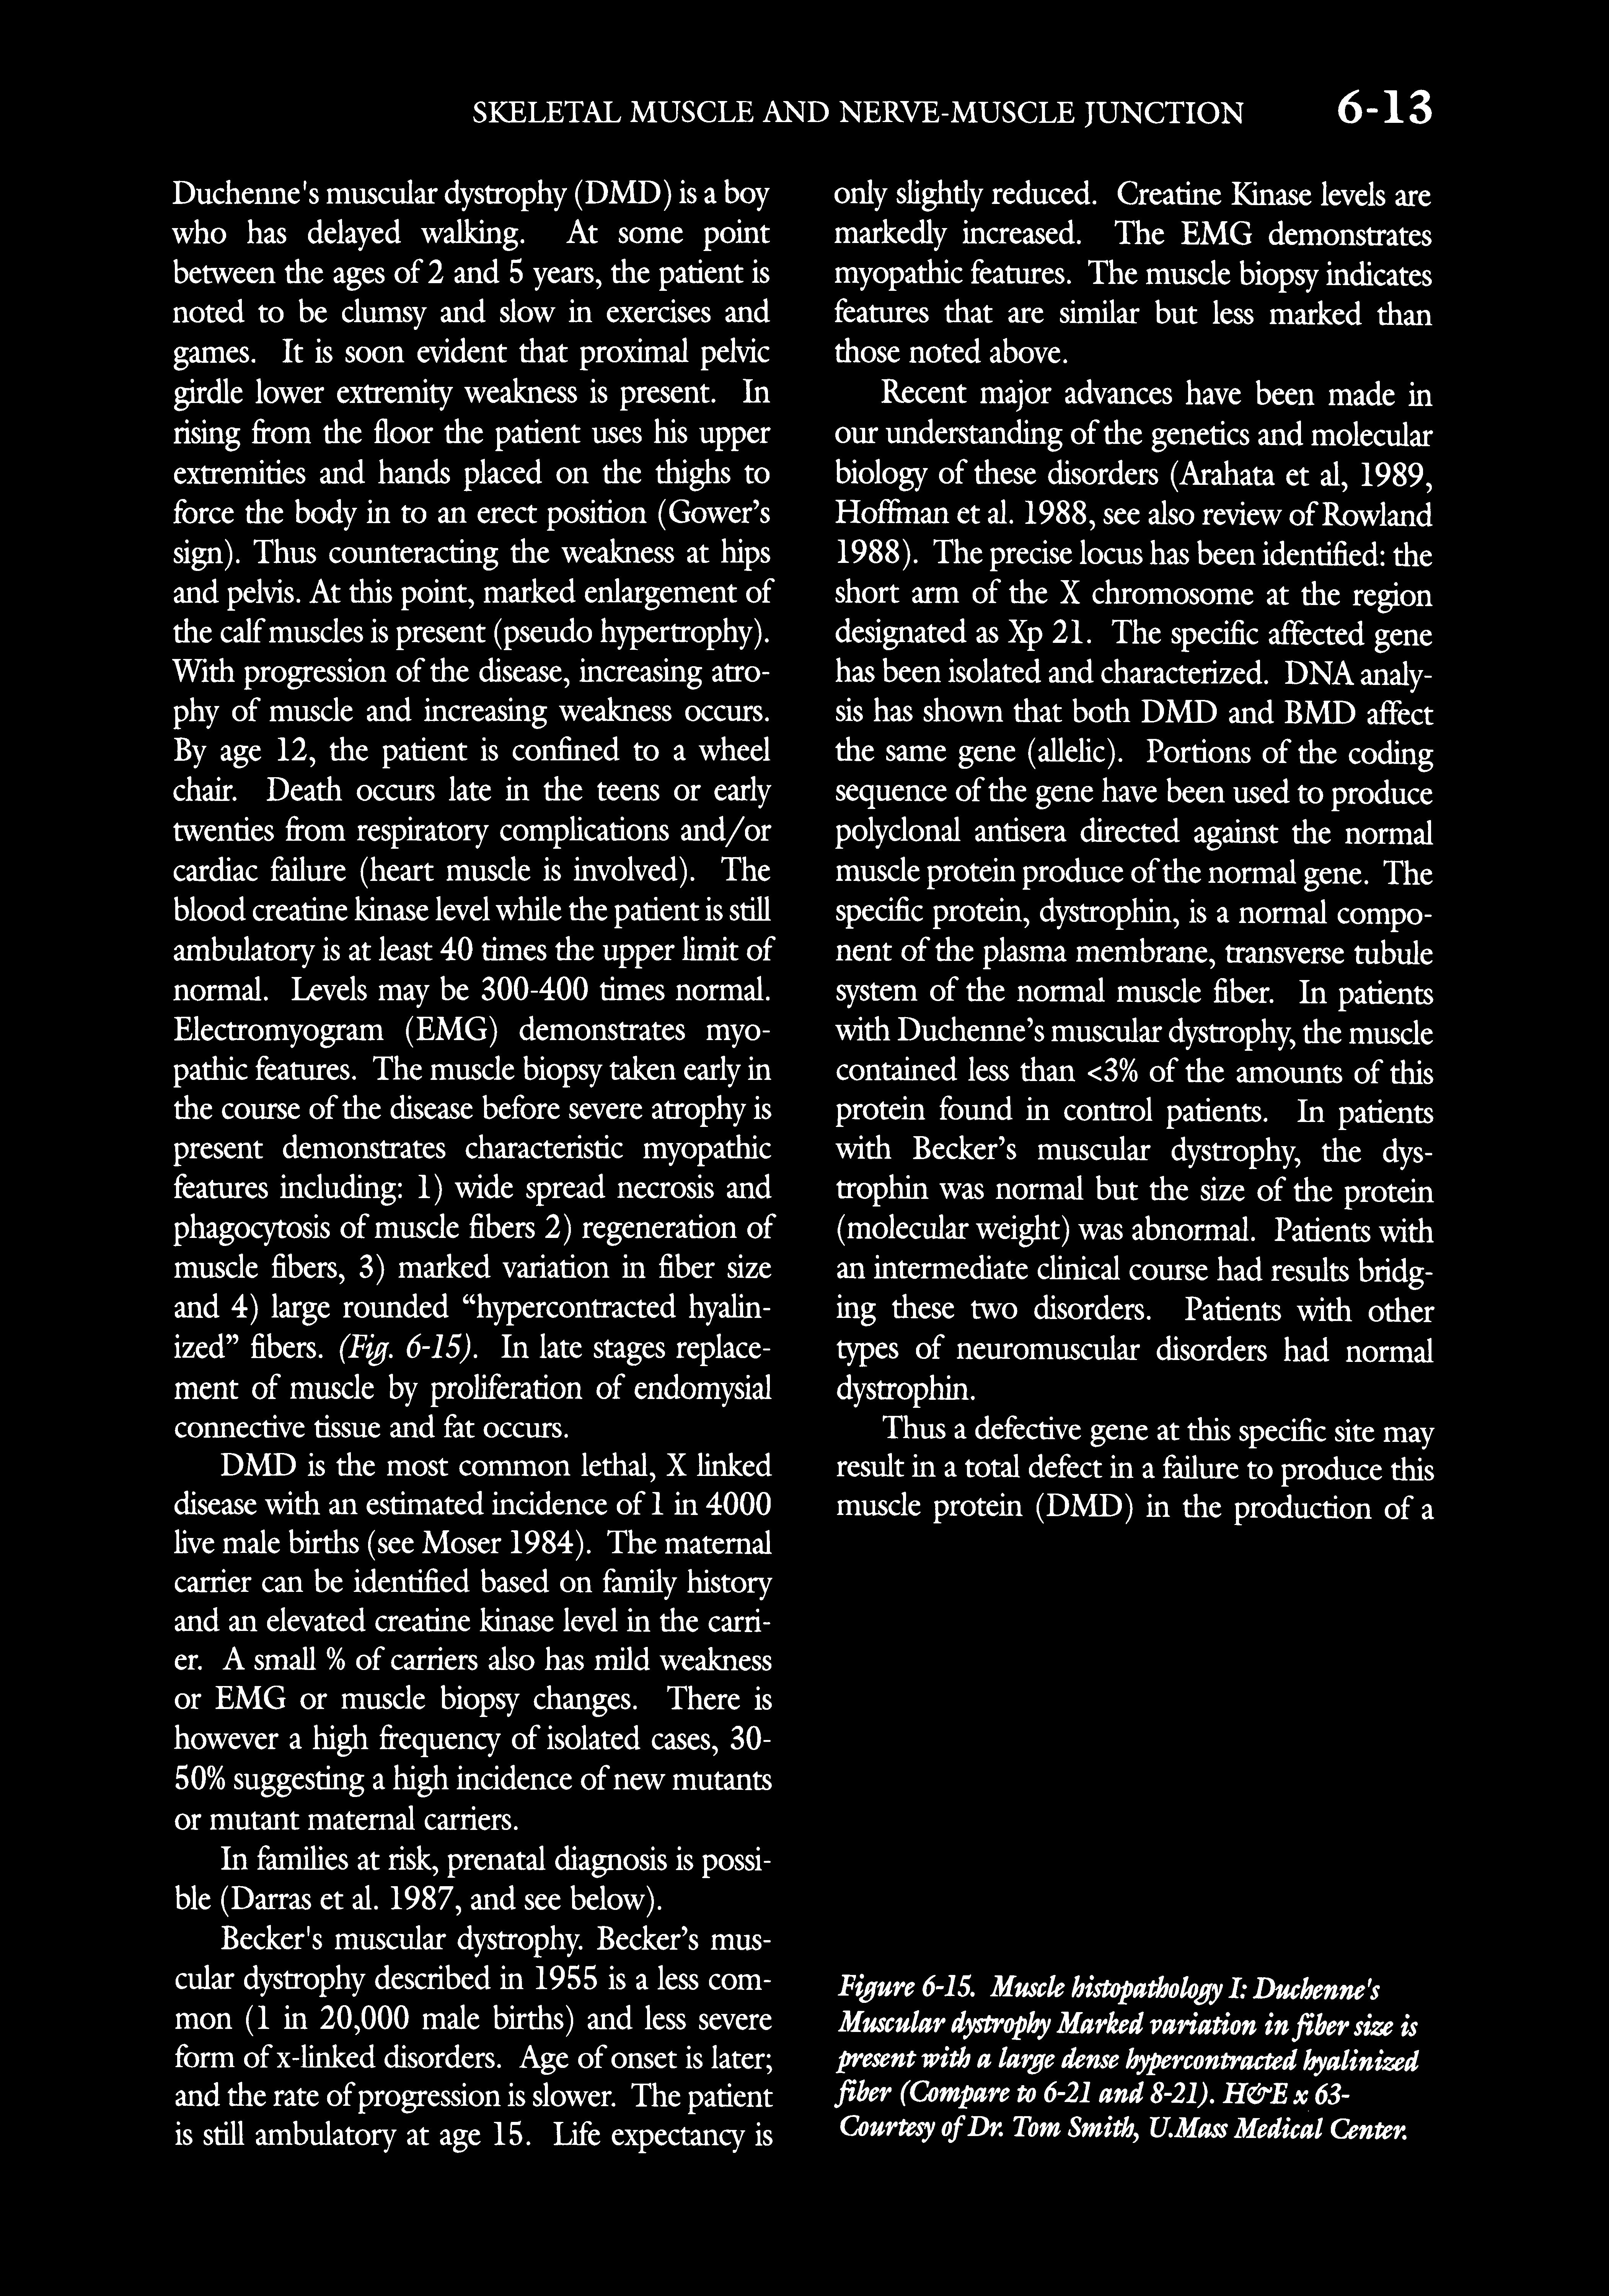 SKELETAL MUSCLE AND NERVE-MUSCLE JUNCTION 6-13
Duchenne's muscular dystrophy (DMD) is a boy
who has delayed walking. At some point
between the ages of 2 and 5 years, the patient is
noted to be clumsy and slow in exercises and
games. It is soon evident that proximal pelvic
girdle lower extremity weakness is present. In
rising from the floor the patient uses his upper
extremities and hands placed on the thighs to
force the body in to an erect position (Gower’s
sign). Thus counteracting the weakness at hips
and pelvis. At this point, marked enlargement of
the calf muscles is present (pseudo hypertrophy).
With progression of the disease, increasing atro-
phy of muscle and increasing weakness occurs.
By age 12, the patient is confined to a wheel
chair. Death occurs late in the teens or early
twenties from respiratory complications and/or
cardiac failure (heart muscle is involved). The
blood creatine kinase level while the patient is still
ambulatory is at least 40 times the upper limit of
normal. Levels may be 300-400 times normal.
Electromyogram (EMG) demonstrates myo-
pathic features. The muscle biopsy taken early in
the course of the disease before severe atrophy is
present demonstrates characteristic myopathic
features including: 1) wide spread necrosis and
phagocytosis of muscle fibers 2) regeneration of
muscle fibers, 3) marked variation in fiber size
and 4) large rounded “hypercontracted hyalin-
ized” fibers. (Fig. 6-15). In late stages replace-
ment of muscle by proliferation of endomysial
connective tissue and fat occurs.
DMD is the most common lethal, X linked
disease with an estimated incidence of 1 in 4000
live male births (see Moser 1984). The maternal
carrier can be identified based on family history
and an elevated creatine kinase level in the carri-
er. A small % of carriers also has mild weakness
or EMG or muscle biopsy changes. There is
however a high frequency of isolated cases, 30-
50% suggesting a high incidence of new mutants
or mutant maternal carriers.
In families at risk, prenatal diagnosis is possi-
ble (Darras et al. 1987, and see below).
Becker's muscular dystrophy. Becker’s mus-
cular dystrophy described in 1955 is a less com-
mon (1 in 20,000 male births) and less severe
form of x-linked disorders. Age of onset is later;
and the rate of progression is slower. The patient
is still ambulatory at age 15. Life expectancy is
only slightly reduced. Creatine Kinase levels are
markedly increased. The EMG demonstrates
myopathic features. The muscle biopsy indicates
features that are similar but less marked than
those noted above.
Recent major advances have been made in
our understanding of the genetics and molecular
biology of these disorders (Arahata et al, 1989,
Hoffman et al. 1988, see also review of Rowland
1988). The precise locus has been identified: the
short arm of the X chromosome at the region
designated as Xp 21. The specific affected gene
has been isolated and characterized. DNA analy-
sis has shown that both DMD and BMD affect
the same gene (allelic). Portions of the coding
sequence of the gene have been used to produce
polyclonal antisera directed against the normal
muscle protein produce of the normal gene. The
specific protein, dystrophin, is a normal compo-
nent of the plasma membrane, transverse tubule
system of the normal muscle fiber. In patients
with Duchenne’s muscular dystrophy, the muscle
contained less than <3% of the amounts of this
protein found in control patients. In patients
with Becker’s muscular dystrophy, the dys-
trophin was normal but the size of the protein
(molecular weight) was abnormal. Patients with
an intermediate clinical course had results bridg-
ing these two disorders. Patients with other
types of neuromuscular disorders had normal
dystrophin.
Thus a defective gene at this specific site may
result in a total defect in a failure to produce this
muscle protein (DMD) in the production of a
Figure 6-15. Muscle histopathology I: Duchenne's
Muscular dystrophy Marked variation in fiber size is
present with a large dense hypercontracted hyalinized
fiber (Compare to 6-21 and 8-21). H&E x 63-
Courtesy of Dr. Tom Smith, U.Mass Medical Center.